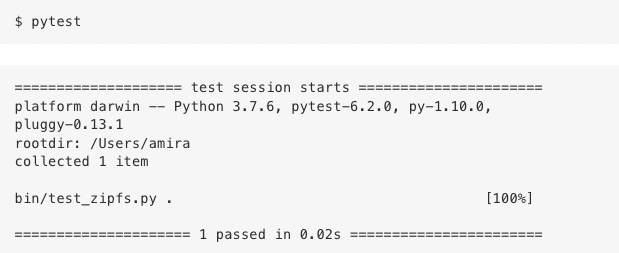 $ pytest
==================== test session starts ======================
platform darwin -- Python 3.7.6, pytest-6.2.0, py-1.10.0,
pluggy-0.13.1
rootdir: /Users/amira
collected 1 item
bin/test_zipfs.py .                                     [100%]
===================== 1 passed in 0.02s =======================